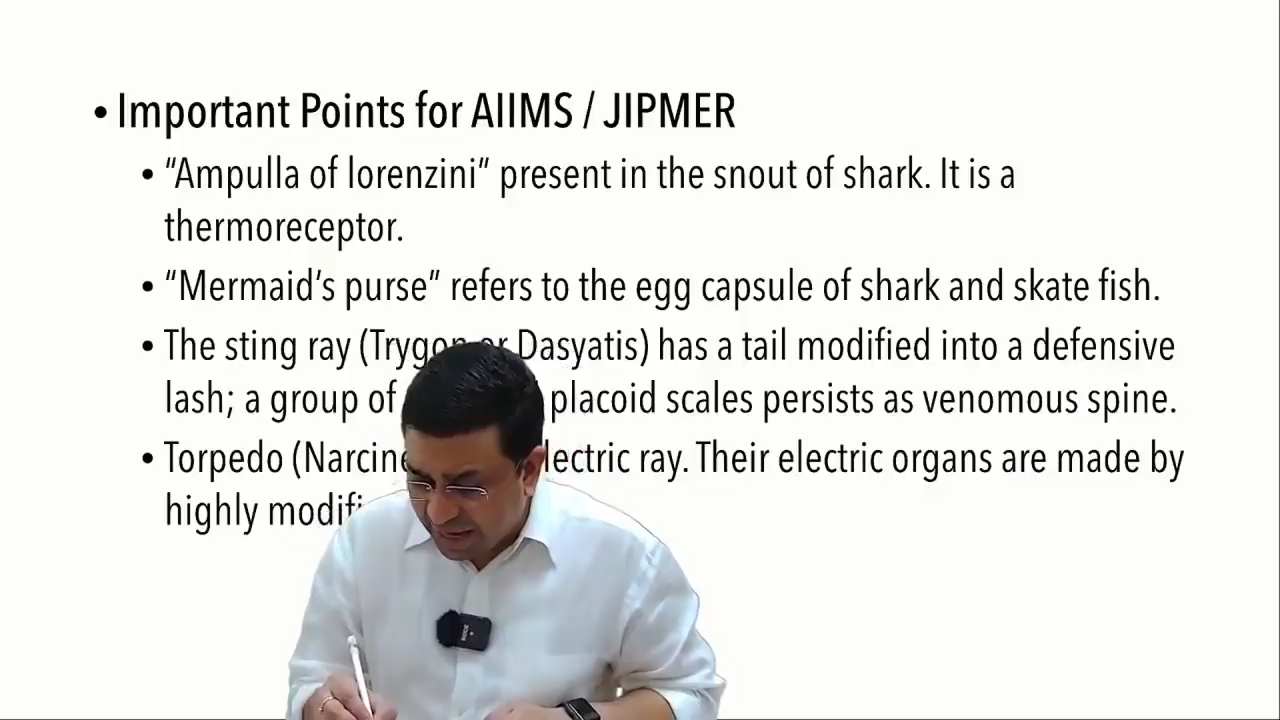 • Important Points for AIIMS / JIPMER
• “Ampulla of lorenzini” present in the snout of shark. It is a
thermoreceptor.
• “Mermaid’s purse” refers to the egg capsule of shark and skate fish.
• The sting ray (Trygon or Dasyatis) has a tail modified into a defensive
lash; a group of placoid scales persists as venomous spine.
• Torpedo (Narcine lectric ray. Their electric organs are made by
highly modifi